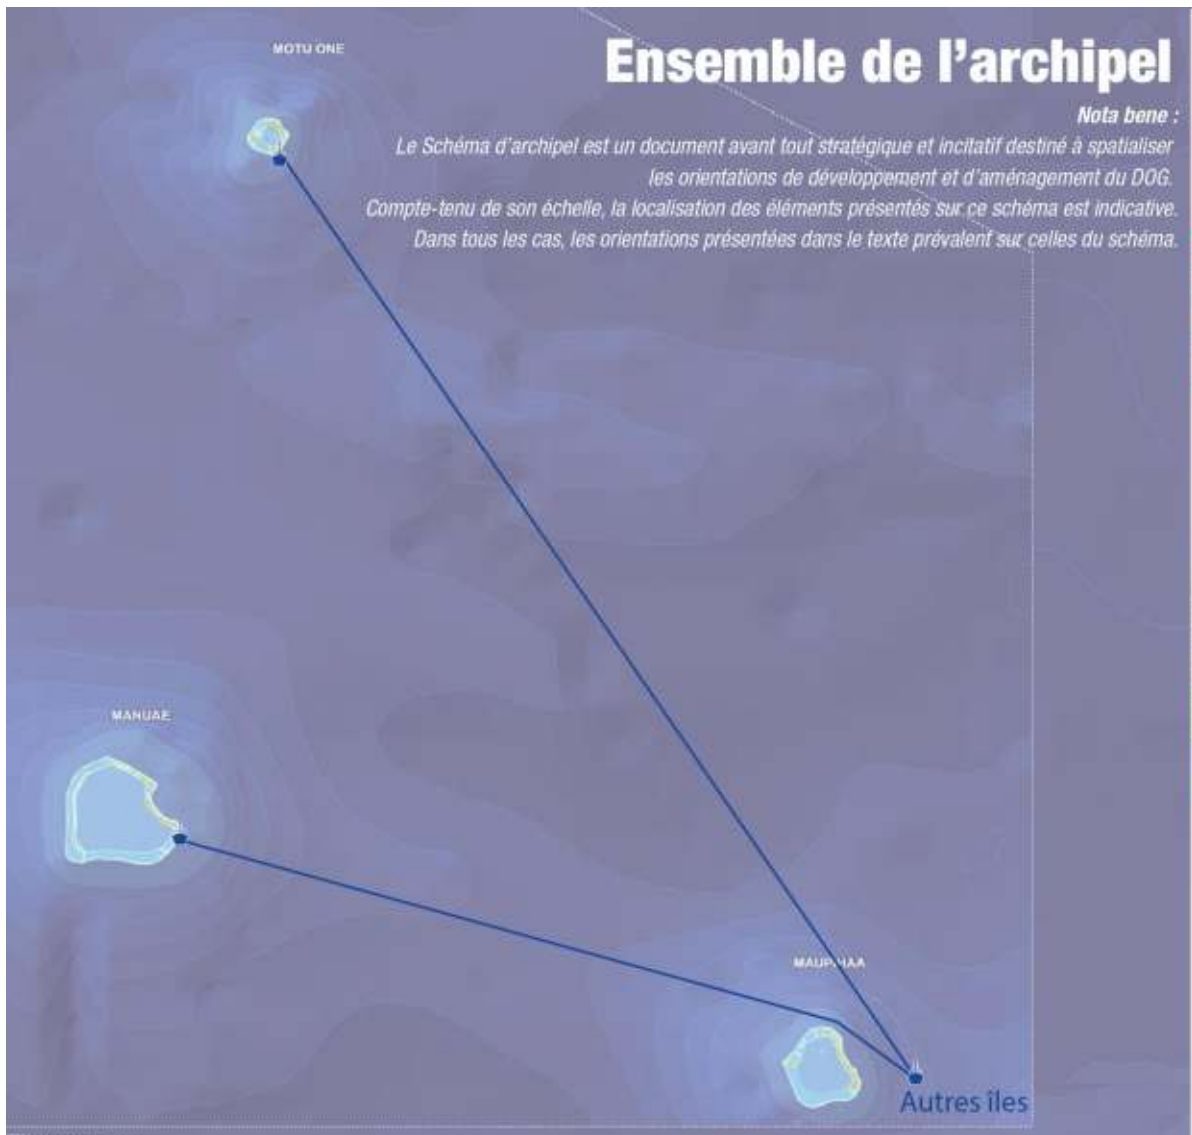 MOTU ONE
Ensemble de l'archipel
Nota bene :
Le Schéma d'archipel est un document avant tout stratégique et incitatif destiné à spatialiser
les orientations de développement et d'aménagement du DOG.
Compte-tenu de son échelle, la localisation des éléments présentés sur ce schéma est indicative.
Dans tous les cas, les orientations présentées dans le texte prévalent sur celles du schéma.
MANUAE
MAUPIHAA
Autres îles